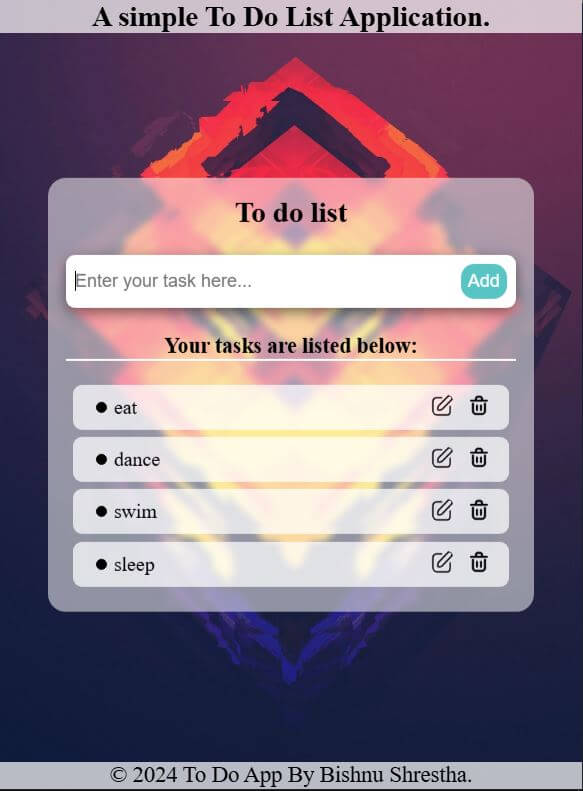 A simple To Do List Application.
To do list
Enter your task here...
Add
Your tasks are listed below:
eat
dance
swim
sleep
© 2024 To Do App By Bishnu Shrestha.